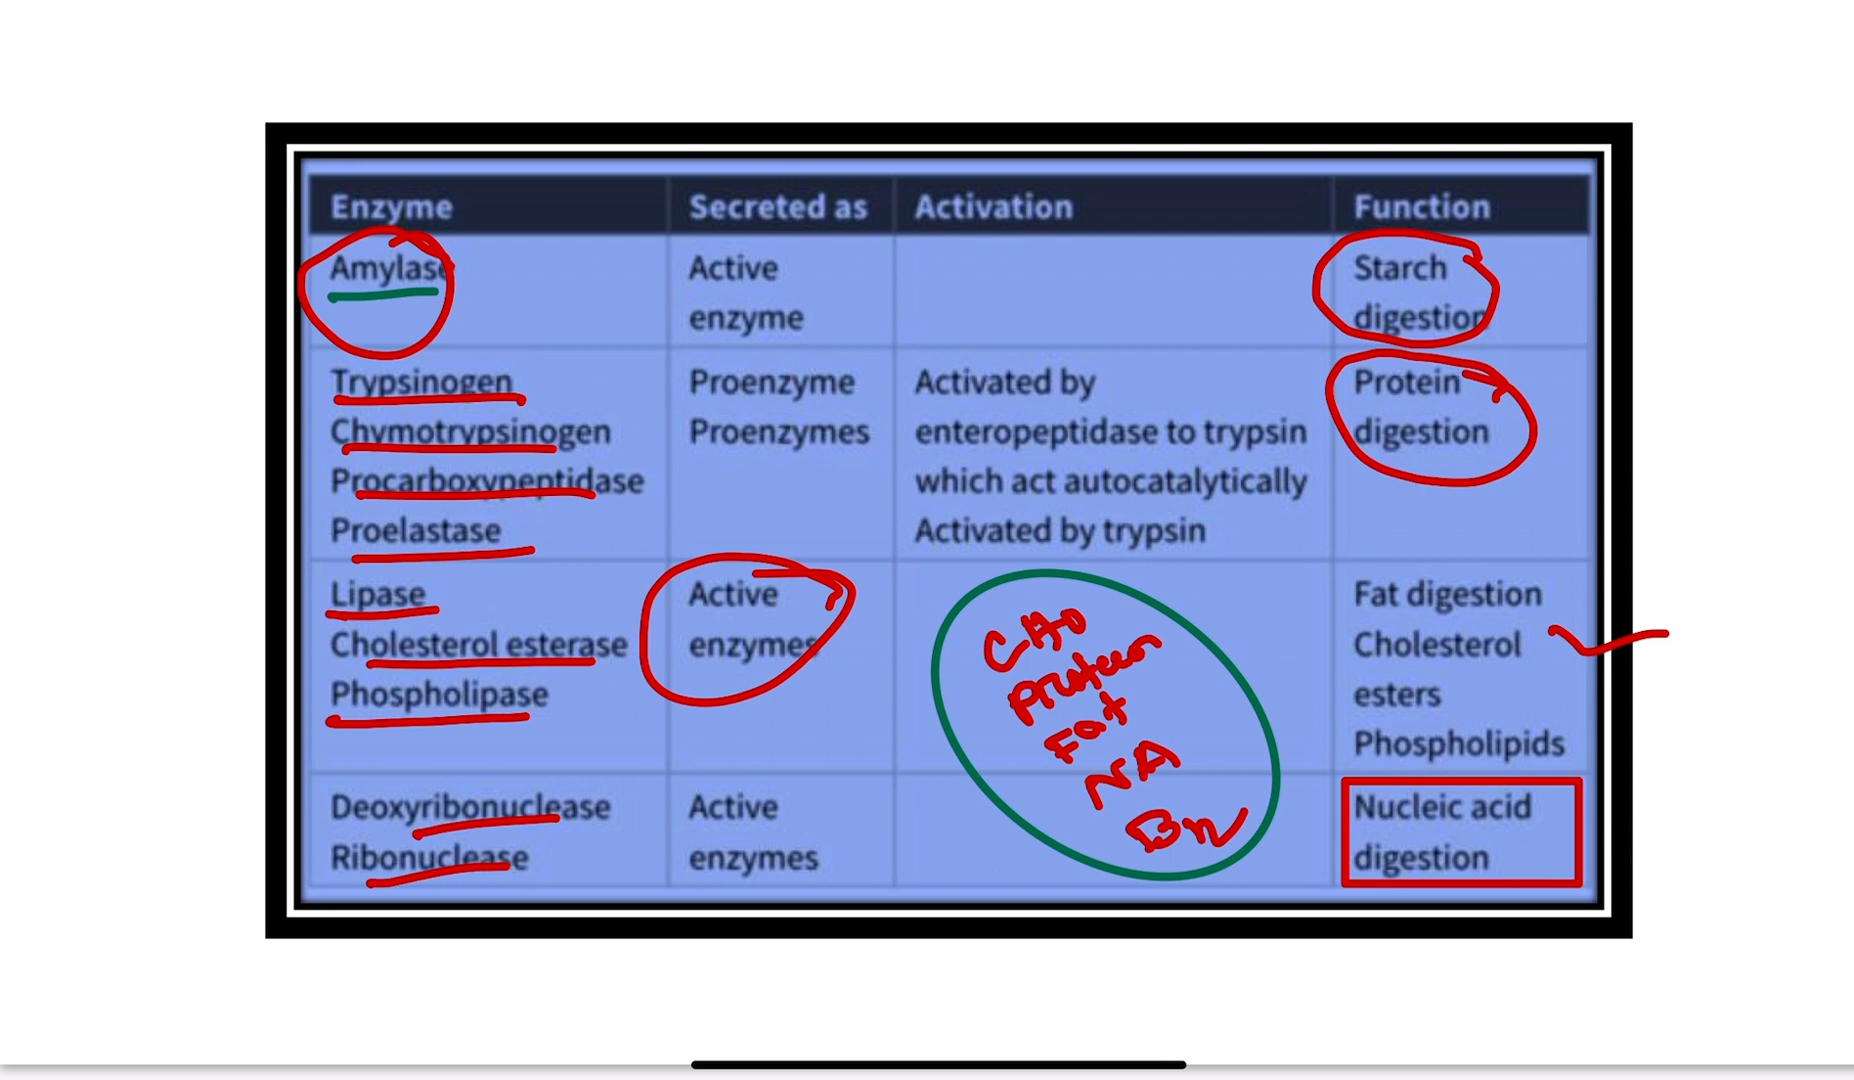 Enzyme Secreted as Activation Function
Amylase Active enzyme Starch digestion
Trypsinogen Proenzyme Activated by Protein
Chymotrypsinogen Proenzymes enteropeptidase to trypsin digestion
Procarboxypeptidase which act autocatalytically
Proelastase Activated by trypsin
Lipase Active Fat digestion
Cholesterol esterase enzymes Cholesterol
Phospholipase esters
Phospholipids
Deoxyribonuclease Active Nucleic acid
Ribonuclease enzymes digestion
CHO
Protein
Fat
NA